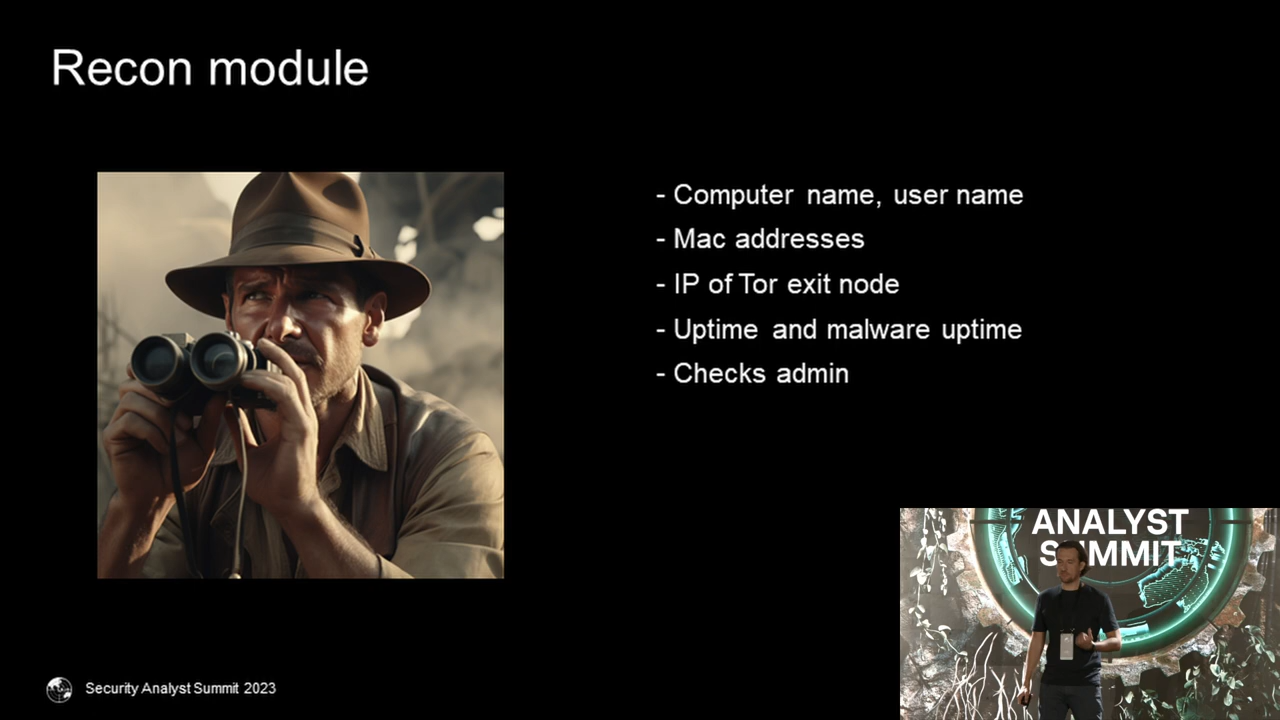 Recon module
- Computer name, user name
- Mac addresses
- IP of Tor exit node
- Uptime and malware uptime
- Checks admin
ANALYST
SUMMIT
Security Analyst Summit 2023